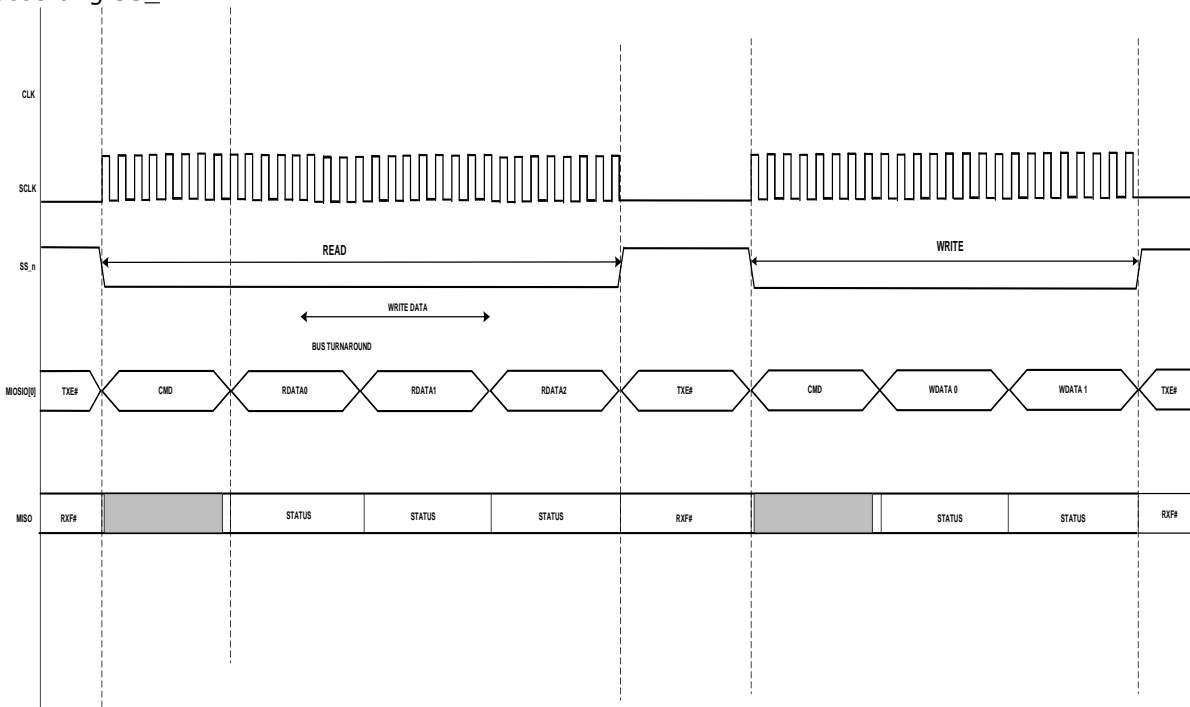 CLK
SCLK
READ
WRITE
SS_n
WRITE DATA
BUS TURNAROUND
MIOSIO[0] TXE# CMD RDATA0 RDATA1 RDATA2 TXE# CMD WDATA 0 WDATA 1 TXE#
MISO RXF# STATUS STATUS STATUS RXF# STATUS STATUS RXF#